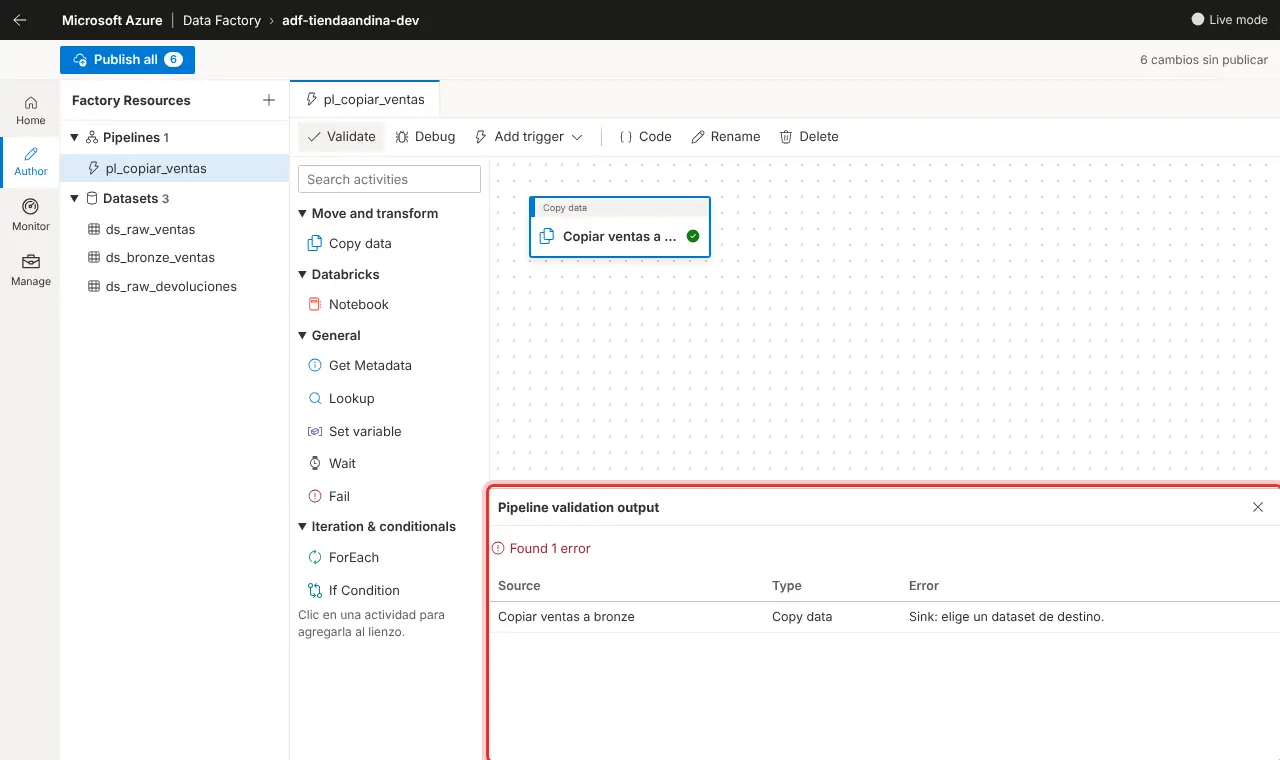 Microsoft Azure | Data Factory › adf-tiendaandina-dev
Live mode
Publish all 6
6 cambios sin publicar
Home
Author
Monitor
Manage
Factory Resources
Pipelines 1
pl_copiar_ventas
Datasets 3
ds_raw_ventas
ds_bronze_ventas
ds_raw_devoluciones
pl_copiar_ventas
Validate
Debug
Add trigger
Code
Rename
Delete
Search activities
Move and transform
Copy data
Databricks
Notebook
General
Get Metadata
Lookup
Set variable
Wait
Fail
Iteration & conditionals
ForEach
If Condition
Clic en una actividad para
agregarla al lienzo.
Copy data
Copiar ventas a ...
Pipeline validation output
Found 1 error
Source Type Error
Copiar ventas a bronze Copy data Sink: elige un dataset de destino.